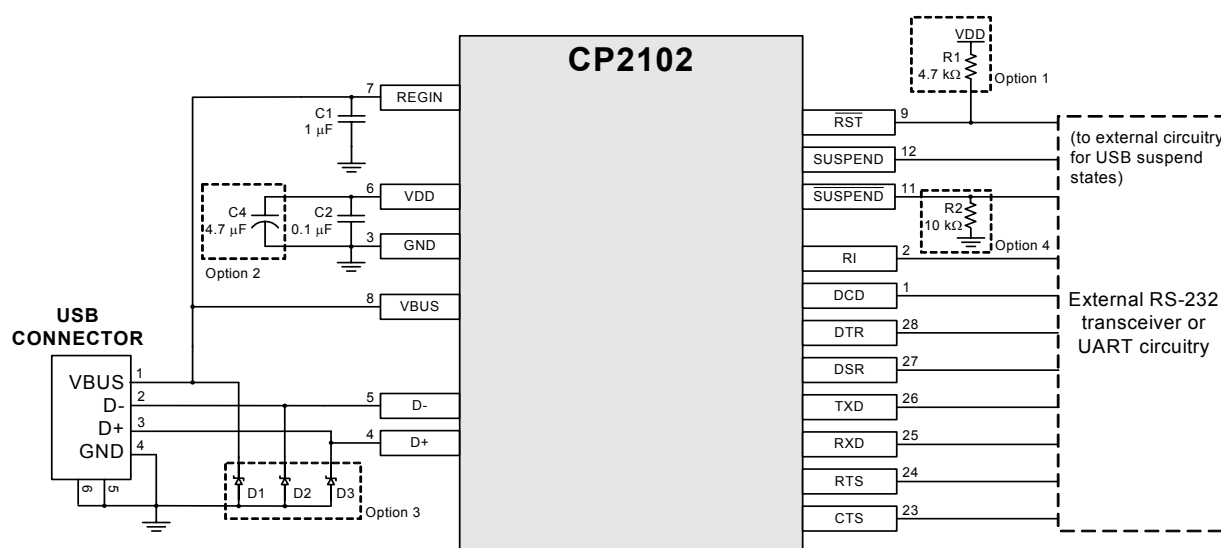 CP2102
VDD
R1
4.7 kΩ
Option 1
7
REGIN
C1
1 μF
RST
9
(to external circuitry
for USB suspend
states)
SUSPEND
12
6
VDD
SUSPEND
11
C4
4.7 μF
C2
0.1 μF
R2
10 kΩ
3
GND
Option 2
Option 4
RI
2
8
VBUS
DCD
1
External RS-232
transceiver or
UART circuitry
USB
CONNECTOR
DTR
28
DSR
27
VBUS
1
D-
2
5
D-
TXD
26
D+
3
4
D+
RXD
25
GND
4
RTS
24
6
5
D1
D2
D3
Option 3
CTS
23